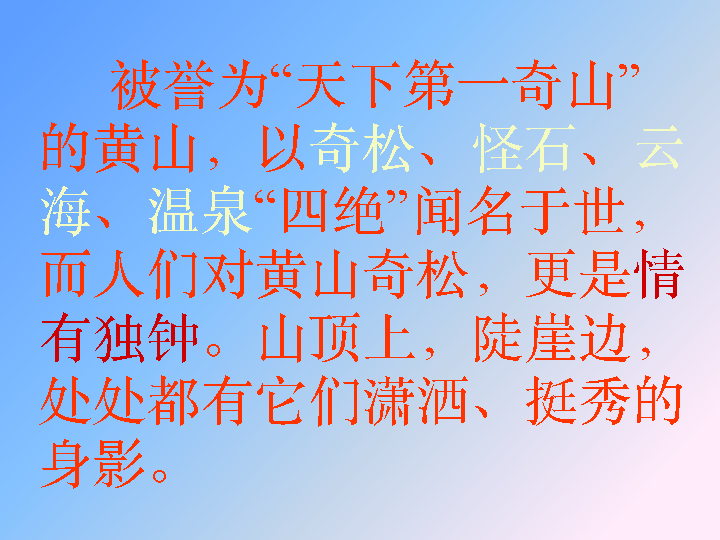 被誉为“天下第一奇山”
的黄山，以奇松、怪石、云
海、温泉“四绝”闻名于世，
而人们对黄山奇松，更是情
有独钟。山顶上，陡崖边，
处处都有它们潇洒、挺秀的
身影。